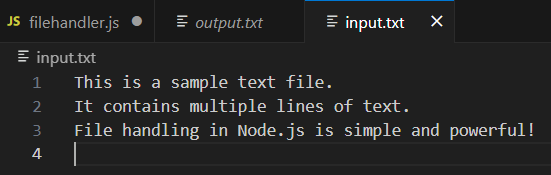 JS filehandler.js
output.txt
input.txt
input.txt
1 This is a sample text file.
2 It contains multiple lines of text.
3 File handling in Node.js is simple and powerful!
4